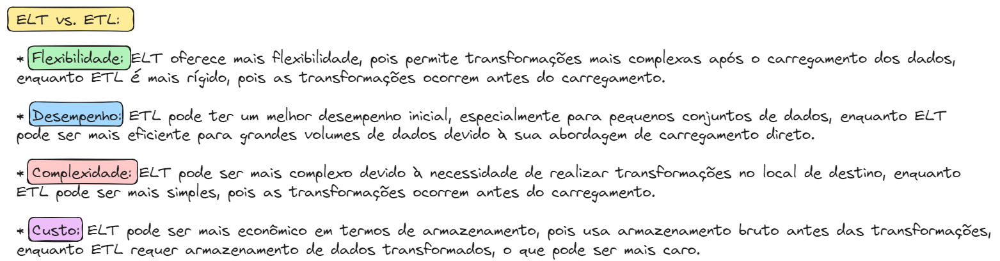 ELT vs. ETL:
* Flexibilidade: ELT oferece mais flexibilidade, pois permite transformações mais complexas após o carregamento dos dados,
enquanto ETL é mais rígido, pois as transformações ocorrem antes do carregamento.
* Desempenho: ETL pode ter um melhor desempenho inicial, especialmente para pequenos conjuntos de dados, enquanto ELT
pode ser mais eficiente para grandes volumes de dados devido à sua abordagem de carregamento direto.
* Complexidade: ELT pode ser mais complexo devido à necessidade de realizar transformações no local de destino, enquanto
ETL pode ser mais simples, pois as transformações ocorrem antes do carregamento.
* Custo: ELT pode ser mais econômico em termos de armazenamento, pois usa armazenamento bruto antes das transformações,
enquanto ETL requer armazenamento de dados transformados, o que pode ser mais caro.